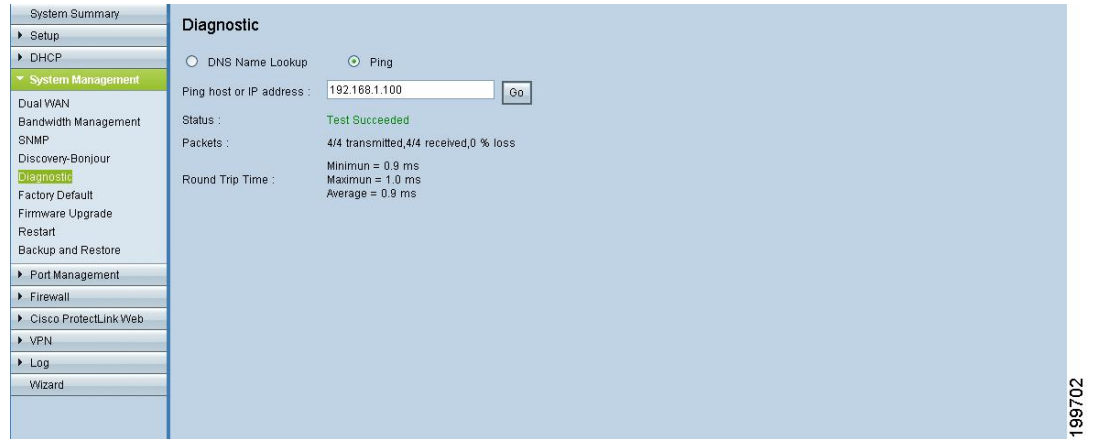 System Summary
Setup
DHCP
System Management
Dual WAN
Bandwidth Management
SNMP
Discovery-Bonjour
Diagnostic
Factory Default
Firmware Upgrade
Restart
Backup and Restore
Port Management
Firewall
Cisco ProtectLink Web
VPN
Log
Wizard
Diagnostic
DNS Name Lookup Ping
Ping host or IP address : 192.168.1.100 Go
Status : Test Succeeded
Packets : 4/4 transmitted,4/4 received,0 % loss
Round Trip Time :
Minimun = 0.9 ms
Maximun = 1.0 ms
Average = 0.9 ms
199702